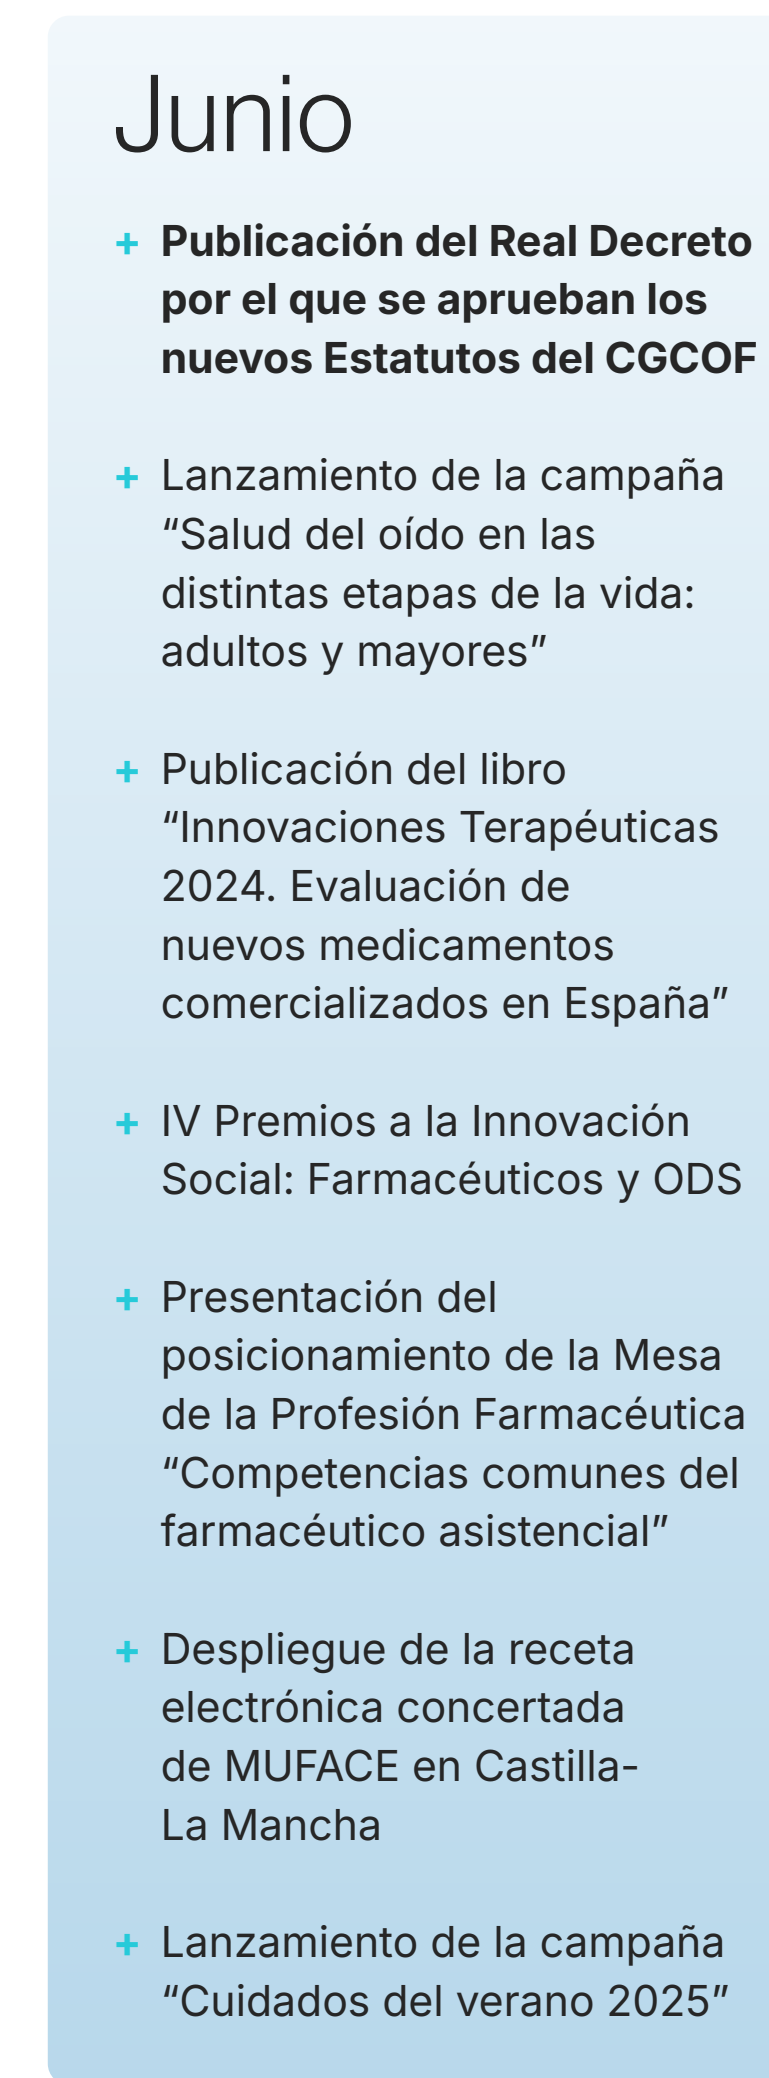 Junio
+ Publicación del Real Decreto
por el que se aprueban los
nuevos Estatutos del CGCOF
+ Lanzamiento de la campaña
“Salud del oído en las
distintas etapas de la vida:
adultos y mayores”
+ Publicación del libro
“Innovaciones Terapéuticas
2024. Evaluación de
nuevos medicamentos
comercializados en España”
+ IV Premios a la Innovación
Social: Farmacéuticos y ODS
+ Presentación del
posicionamiento de la Mesa
de la Profesión Farmacéutica
“Competencias comunes del
farmacéutico asistencial”
+ Despliegue de la receta
electrónica concertada
de MUFACE en Castilla-
La Mancha
+ Lanzamiento de la campaña
“Cuidados del verano 2025”